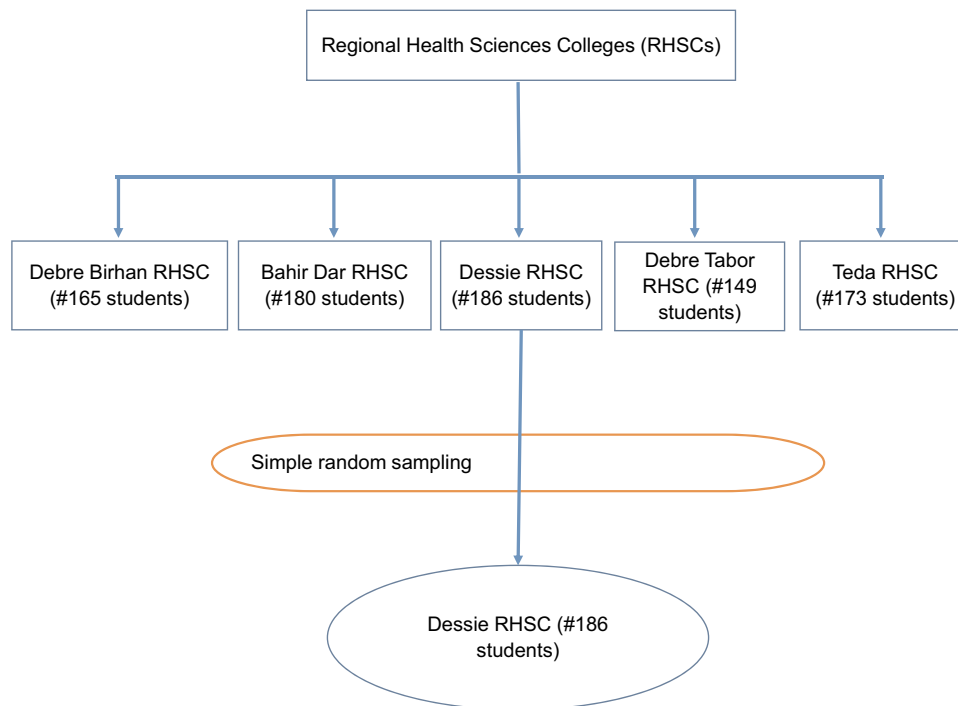 Regional Health Sciences Colleges (RHSCs)
Debre Birhan RHSC
(#165 students)
Bahir Dar RHSC
(#180 students)
Dessie RHSC
(#186 students)
Debre Tabor
RHSC (#149
students)
Teda RHSC
(#173 students)
Simple random sampling
Dessie RHSC (#186
students)